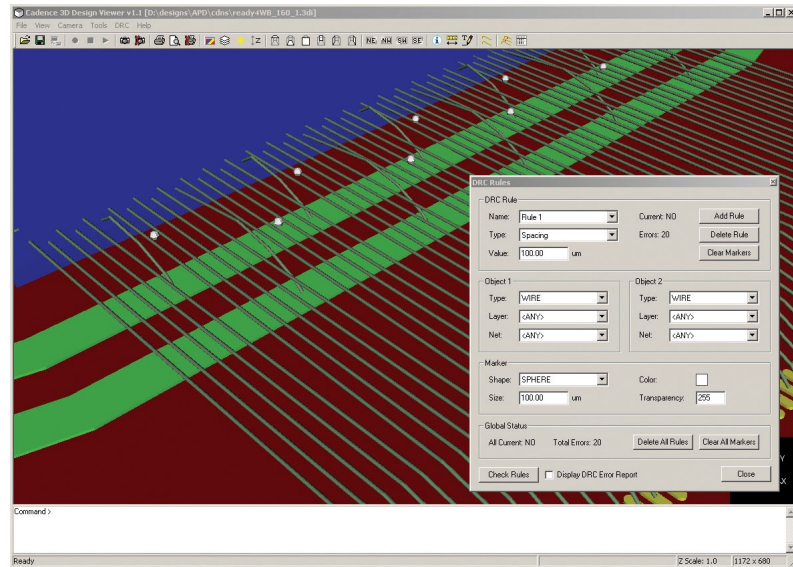 Cadence 3D Design Viewer v1.1 [D:\designs\APD\cdns\ready4WB_160_1.3di]
File View Camera Tools DRC Help
NE NW SW SE
DRC Rules
DRC Rule
Name: Rule 1 Current: NO Add Rule
Type: Spacing Errors: 20 Delete Rule
Value: 100.00 um Clear Markers
Object 1 Object 2
Type: WIRE Type: WIRE
Layer: <ANY> Layer: <ANY>
Net: <ANY> Net: <ANY>
Marker
Shape: SPHERE Color:
Size: 100.00 um Transparency: 255
Global Status
All Current: NO Total Errors: 20 Delete All Rules Clear All Markers
Check Rules Display DRC Error Report Close
Y
Command >
Ready Z Scale: 1.0 1172 x 680